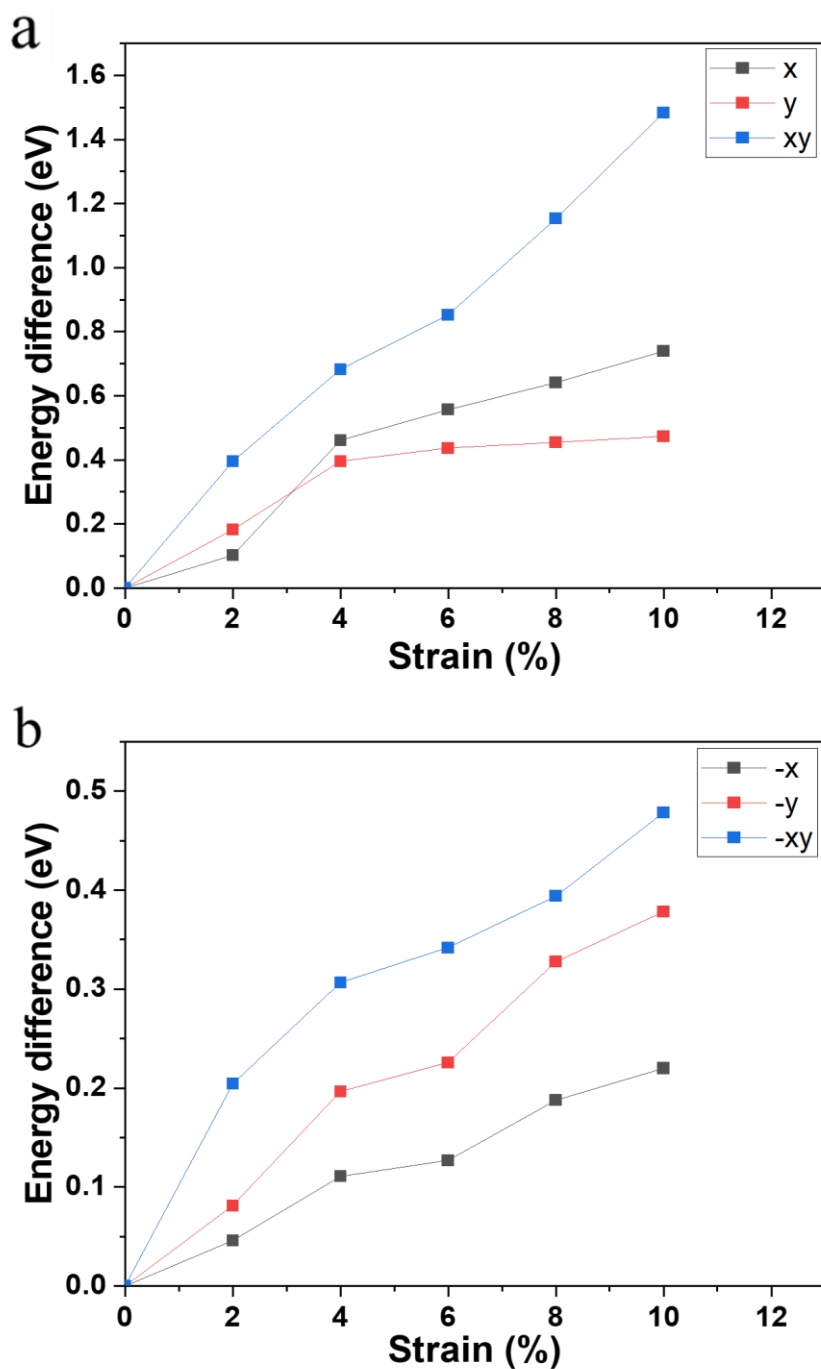 a
x
y
xy
Energy difference (eV)
1.6
1.4
1.2
1.0
0.8
0.6
0.4
0.2
0.0
0 2 4 6 8 10 12
Strain (%)
b
-x
-y
-xy
Energy difference (eV)
0.5
0.4
0.3
0.2
0.1
0.0
0 2 4 6 8 10 12
Strain (%)